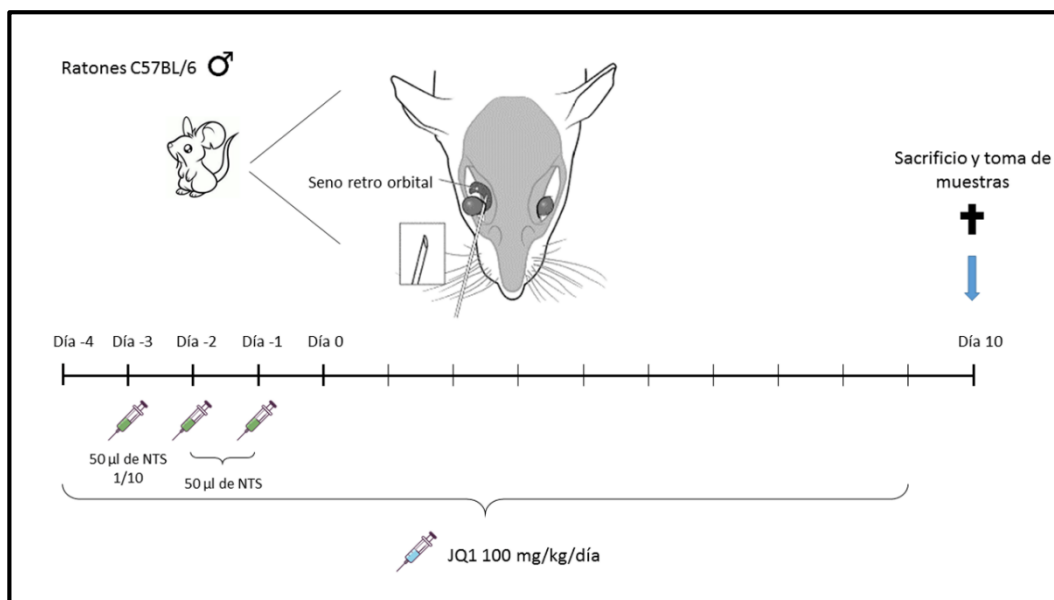 Ratones C57BL/6 ♂
Seno retro orbital
Sacrificio y toma de
muestras
Día -4
Día -3
Día -2
Día -1
Día 0
Día 10
50 µl de NTS
1/10
50 µl de NTS
JQ1 100 mg/kg/día